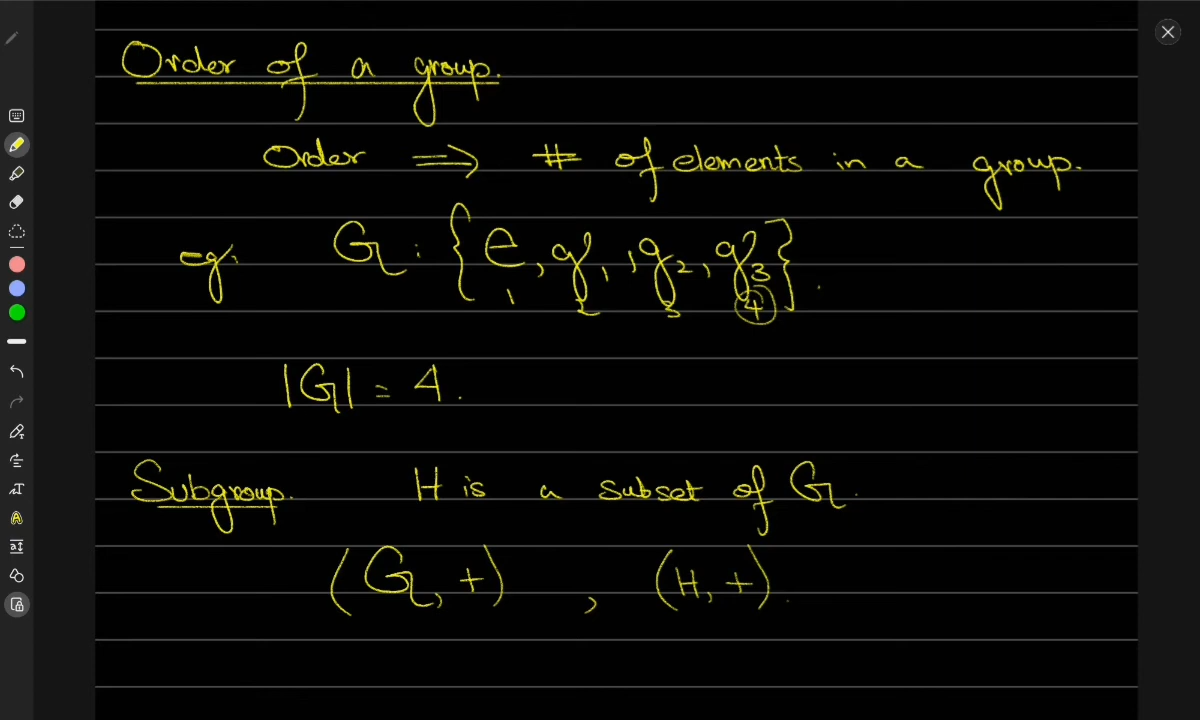 Order of a group.
Order ⇒ # of elements in a group.
eg: G: {e, g₁, g₂, g₃}.
1 2 3 4
|G| = 4.
Subgroup. H is a subset of G.
(G, +) , (H, +).